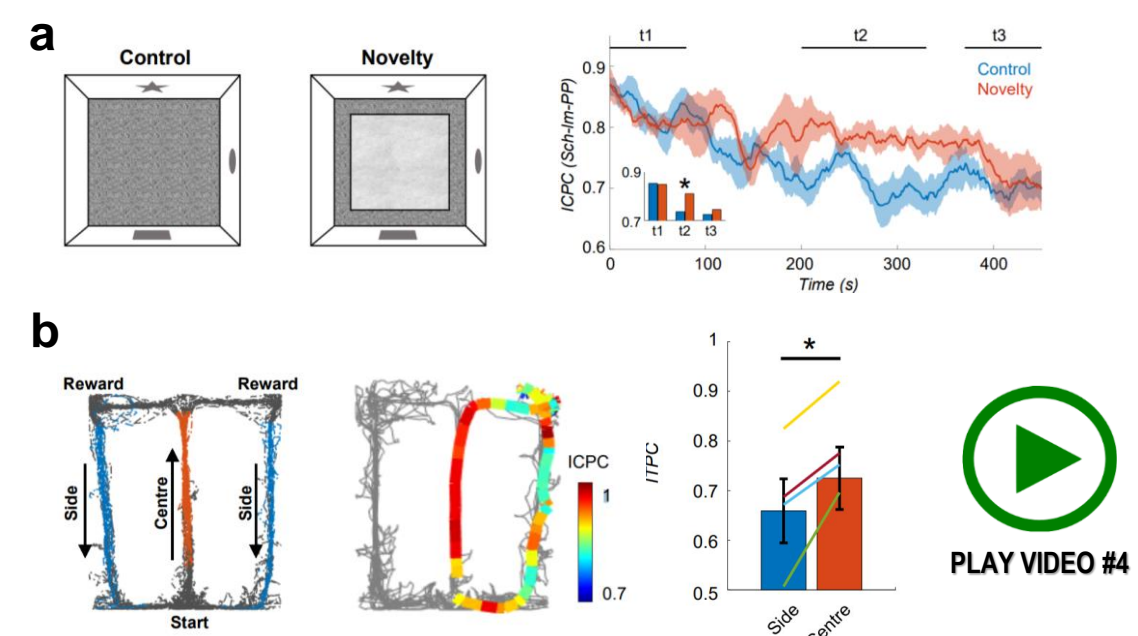 a
Control
Novelty
ICPC (Sch-lm-PP)
0.9
0.8
0.7
0.6
t1
t2
t3
Control
Novelty
0.9
0.7
*
t1 t2 t3
0 100 200 300 400
Time (s)
b
Reward
Reward
Side
Centre
Side
Start
ICPC
1
0.7
ITPC
1
0.9
0.8
0.7
0.6
0.5
*
Side
PLAY VIDEO #4